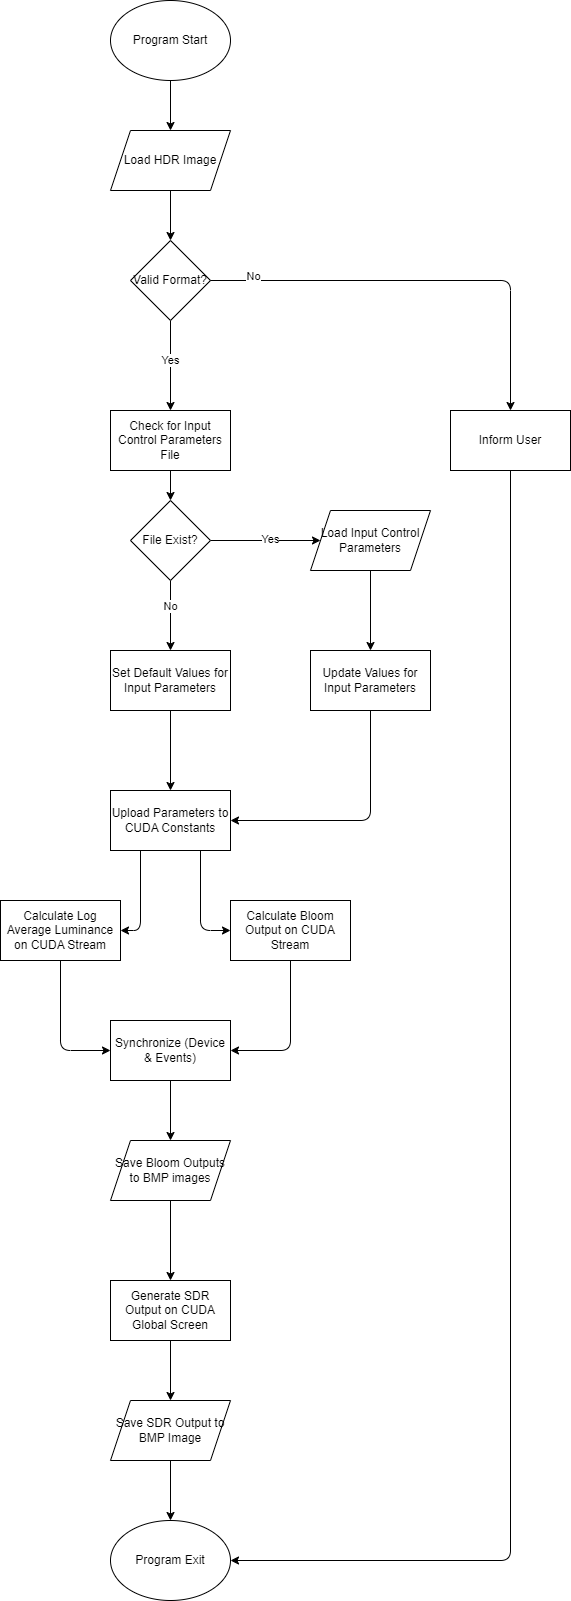 Program Start
Load HDR Image
Valid Format?
No
Yes
Check for Input
Control Parameters
File
Inform User
File Exist?
Yes
Load Input Control
Parameters
No
Set Default Values for
Input Parameters
Update Values for
Input Parameters
Upload Parameters to
CUDA Constants
Calculate Log
Average Luminance
on CUDA Stream
Calculate Bloom
Output on CUDA
Stream
Synchronize (Device
& Events)
Save Bloom Outputs
to BMP images
Generate SDR
Output on CUDA
Global Screen
Save SDR Output to
BMP Image
Program Exit